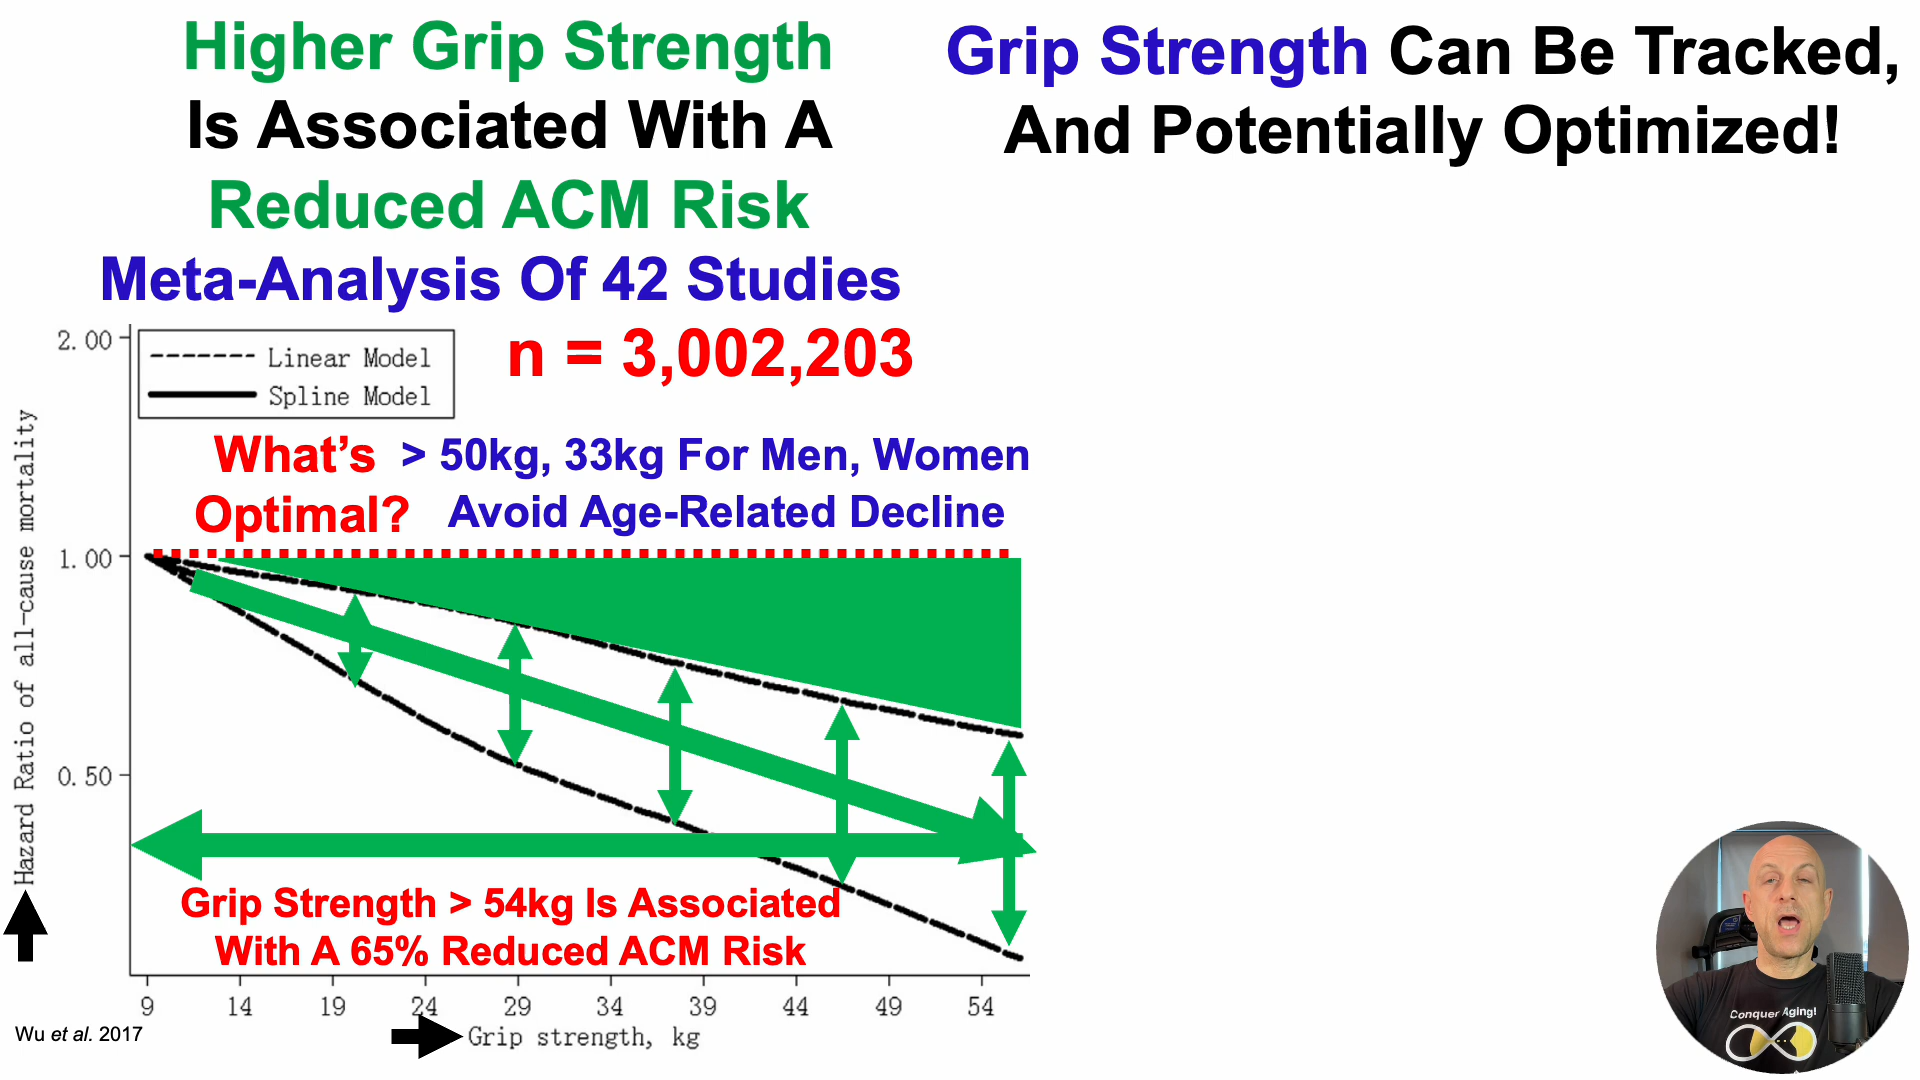 Higher Grip Strength
Is Associated With A
Reduced ACM Risk
Meta-Analysis Of 42 Studies
n = 3,002,203
Grip Strength Can Be Tracked,
And Potentially Optimized!
2.00
Linear Model
Spline Model
What's
Optimal?
> 50kg, 33kg For Men, Women
Avoid Age-Related Decline
1.00
0.50
Hazard Ratio of all-cause mortality
Grip Strength > 54kg Is Associated
With A 65% Reduced ACM Risk
9 14 19 24 29 34 39 44 49 54
Grip strength, kg
Wu et al. 2017
Conquer Aging!